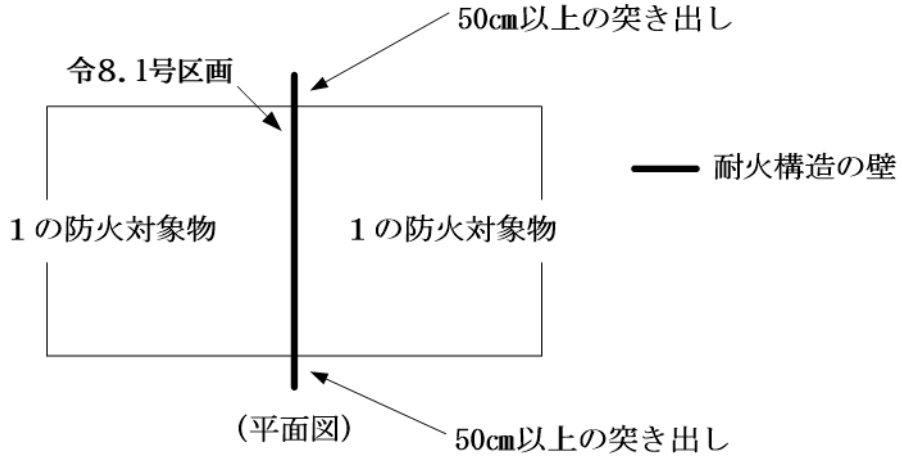 50cm以上の突き出し
令8.1号区画
耐火構造の壁
1の防火対象物
1の防火対象物
(平面図)
50cm以上の突き出し